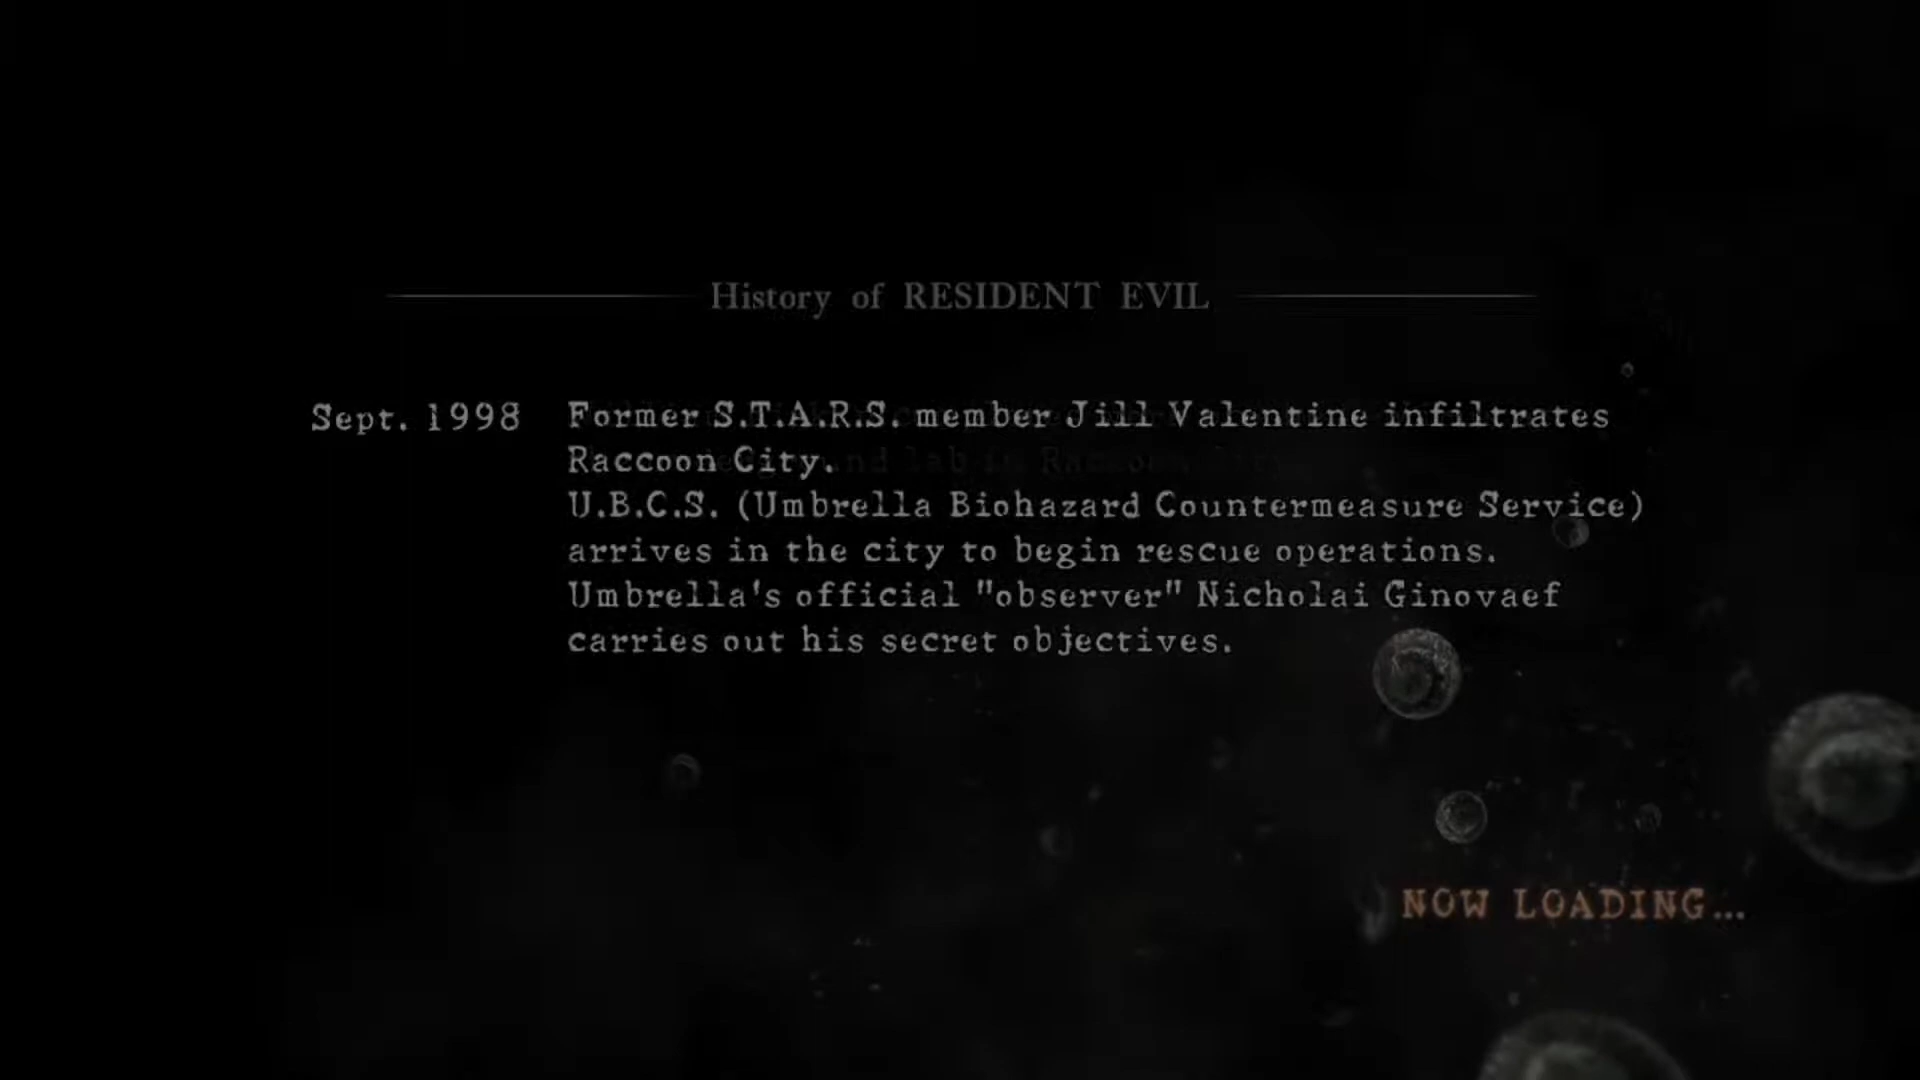 History of RESIDENT EVIL
Sept. 1998 Former S.T.A.R.S. member Jill Valentine infiltrates
Raccoon City.
U.B.C.S. (Umbrella Biohazard Countermeasure Service)
arrives in the city to begin rescue operations.
Umbrella's official "observer" Nicholai Ginovaef
carries out his secret objectives.
NOW LOADING...